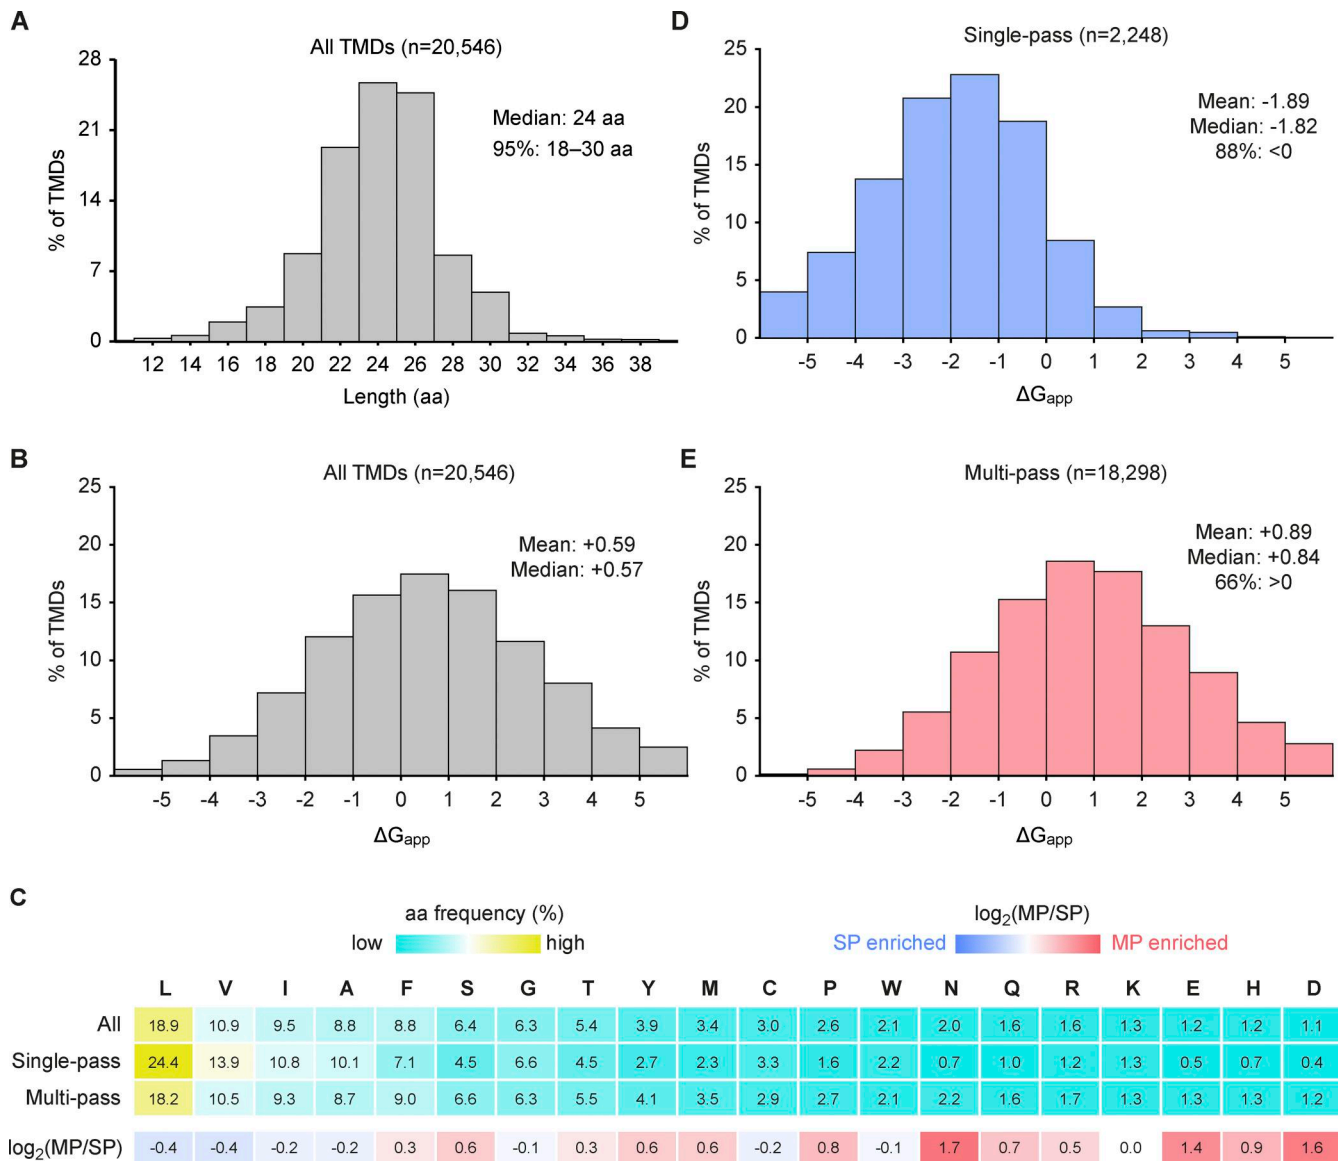 A
All TMDs (n=20,546)
Median: 24 aa
95%: 18–30 aa
% of TMDs
28
21
14
7
0
12 14 16 18 20 22 24 26 28 30 32 34 36 38
Length (aa)
D
Single-pass (n=2,248)
Mean: -1.89
Median: -1.82
88%: <0
% of TMDs
25
20
15
10
5
0
-5 -4 -3 -2 -1 0 1 2 3 4 5
ΔGapp
B
All TMDs (n=20,546)
Mean: +0.59
Median: +0.57
% of TMDs
25
20
15
10
5
0
-5 -4 -3 -2 -1 0 1 2 3 4 5
ΔGapp
E
Multi-pass (n=18,298)
Mean: +0.89
Median: +0.84
66%: >0
% of TMDs
25
20
15
10
5
0
-5 -4 -3 -2 -1 0 1 2 3 4 5
ΔGapp
C
aa frequency (%)
low high
log2(MP/SP)
SP enriched MP enriched
L V I A F S G T Y M C P W N Q R K E H D
All 18.9 10.9 9.5 8.8 8.8 6.4 6.3 5.4 3.9 3.4 3.0 2.6 2.1 2.0 1.6 1.6 1.3 1.2 1.2 1.1
Single-pass 24.4 13.9 10.8 10.1 7.1 4.5 6.6 4.5 2.7 2.3 3.3 1.6 2.2 0.7 1.0 1.2 1.3 0.5 0.7 0.4
Multi-pass 18.2 10.5 9.3 8.7 9.0 6.6 6.3 5.5 4.1 3.5 2.9 2.7 2.1 2.2 1.6 1.7 1.3 1.3 1.3 1.2
log2(MP/SP) -0.4 -0.4 -0.2 -0.2 0.3 0.6 -0.1 0.3 0.6 0.6 -0.2 0.8 -0.1 1.7 0.7 0.5 0.0 1.4 0.9 1.6